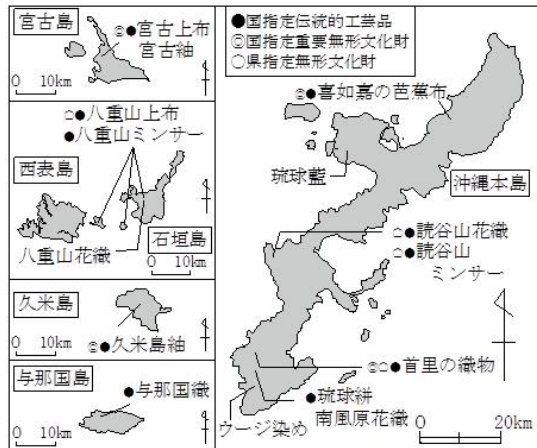 宮古島
◎●宮古上布
宮古紬
0 10km
○●八重山上布
●八重山ミンサー
西表島
石垣島
八重山花織
0 10km
久米島
0 10km
◎●久米島紬
与那国島
●与那国織
0 10km
●国指定伝統的工芸品
◎国指定重要無形文化財
○県指定無形文化財
◎●喜如嘉の芭蕉布
琉球藍
沖縄本島
○●読谷山花織
○●読谷山
ミンサー
◎○●首里の織物
●琉球絣
南風原花織
ウージ染め
0 20km